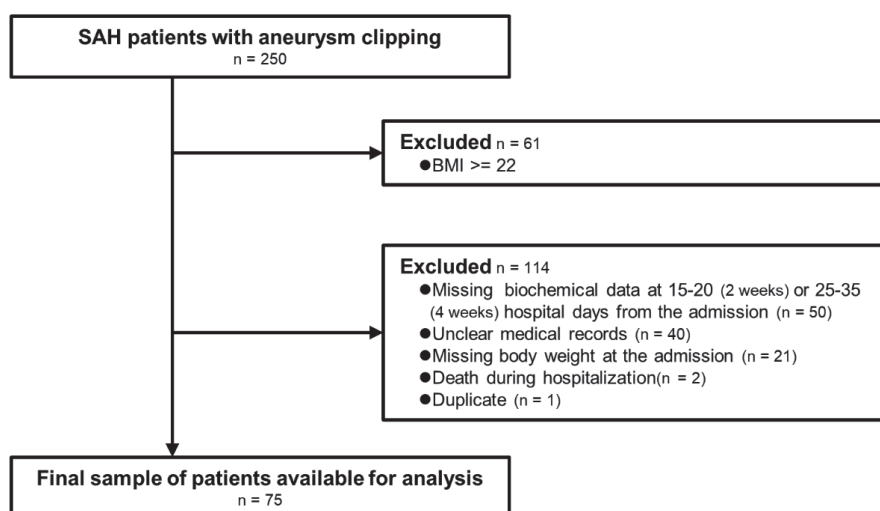 SAH patients with aneurysm clipping
n = 250
Excluded n = 61
●BMI >= 22
Excluded n = 114
●Missing biochemical data at 15-20 (2 weeks) or 25-35
(4 weeks) hospital days from the admission (n = 50)
●Unclear medical records (n = 40)
●Missing body weight at the admission (n = 21)
●Death during hospitalization(n = 2)
●Duplicate (n = 1)
Final sample of patients available for analysis
n = 75